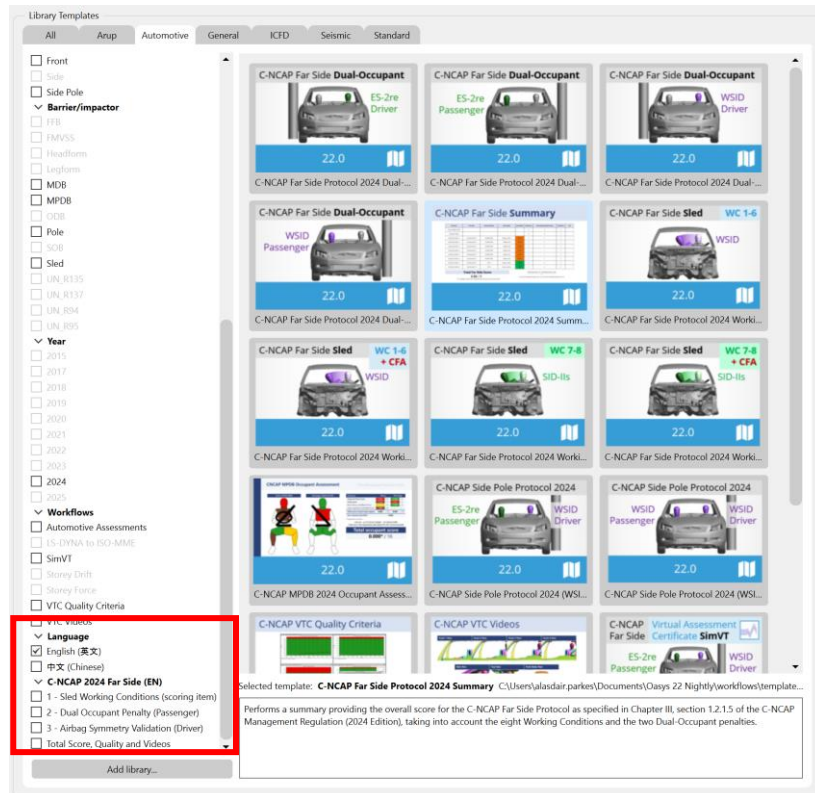 Library Templates
All Arup Automotive General ICFD Seismic Standard
Front
Side
Side Pole
Barrier/impactor
FFB
FMVSS
Headform
Legform
MDB
MPDB
ODB
Pole
SOB
Sled
UN_R135
UN_R137
UN_R94
UN_R95
Year
2015
2017
2018
2019
2020
2021
2022
2023
2024
2025
Workflows
Automotive Assessments
LS-DYNA to ISO-MME
SimVT
Storey Drift
Storey Force
VTC Quality Criteria
VTC Videos
Language
English (英文)
中文 (Chinese)
C-NCAP 2024 Far Side (EN)
1 - Sled Working Conditions (scoring item)
2 - Dual Occupant Penalty (Passenger)
3 - Airbag Symmetry Validation (Driver)
Total Score, Quality and Videos
Add library...
C-NCAP Far Side Dual-Occupant
ES-2re
Driver
22.0
C-NCAP Far Side Protocol 2024 Dual-...
C-NCAP Far Side Dual-Occupant
ES-2re
Passenger
22.0
C-NCAP Far Side Protocol 2024 Dual-...
C-NCAP Far Side Dual-Occupant
WSID
Driver
22.0
C-NCAP Far Side Protocol 2024 Dual-...
C-NCAP Far Side Dual-Occupant
WSID
Passenger
22.0
C-NCAP Far Side Protocol 2024 Dual-...
C-NCAP Far Side Summary
22.0
C-NCAP Far Side Protocol 2024 Summ...
C-NCAP Far Side Sled WC 1-6
WSID
22.0
C-NCAP Far Side Protocol 2024 Worki...
C-NCAP Far Side Sled WC 1-6
+ CFA
WSID
22.0
C-NCAP Far Side Protocol 2024 Worki...
C-NCAP Far Side Sled WC 7-8
SID-IIs
22.0
C-NCAP Far Side Protocol 2024 Worki...
C-NCAP Far Side Sled WC 7-8
+ CFA
SID-IIs
22.0
C-NCAP Far Side Protocol 2024 Worki...
CNCAP MPDB Occupant Assessment
Total occupant score
22.0
C-NCAP MPDB 2024 Occupant Assess...
C-NCAP Side Pole Protocol 2024
ES-2re
Passenger
WSID
Driver
22.0
C-NCAP Side Pole Protocol 2024 (WSI...
C-NCAP Side Pole Protocol 2024
WSID
Passenger
WSID
Driver
22.0
C-NCAP Side Pole Protocol 2024 (WSI...
C-NCAP VTC Quality Criteria
C-NCAP VTC Videos
C-NCAP Virtual Assessment
Far Side Certificate SimVT
ES-2re
Passenger
WSID
Driver
Selected template: C-NCAP Far Side Protocol 2024 Summary C:\Users\alasdair.parkes\Documents\Oasys 22 Nightly\workflows\template...
Performs a summary providing the overall score for the C-NCAP Far Side Protocol as specified in Chapter III, section 1.2.1.5 of the C-NCAP
Management Regulation (2024 Edition), taking into account the eight Working Conditions and the two Dual-Occupant penalties.